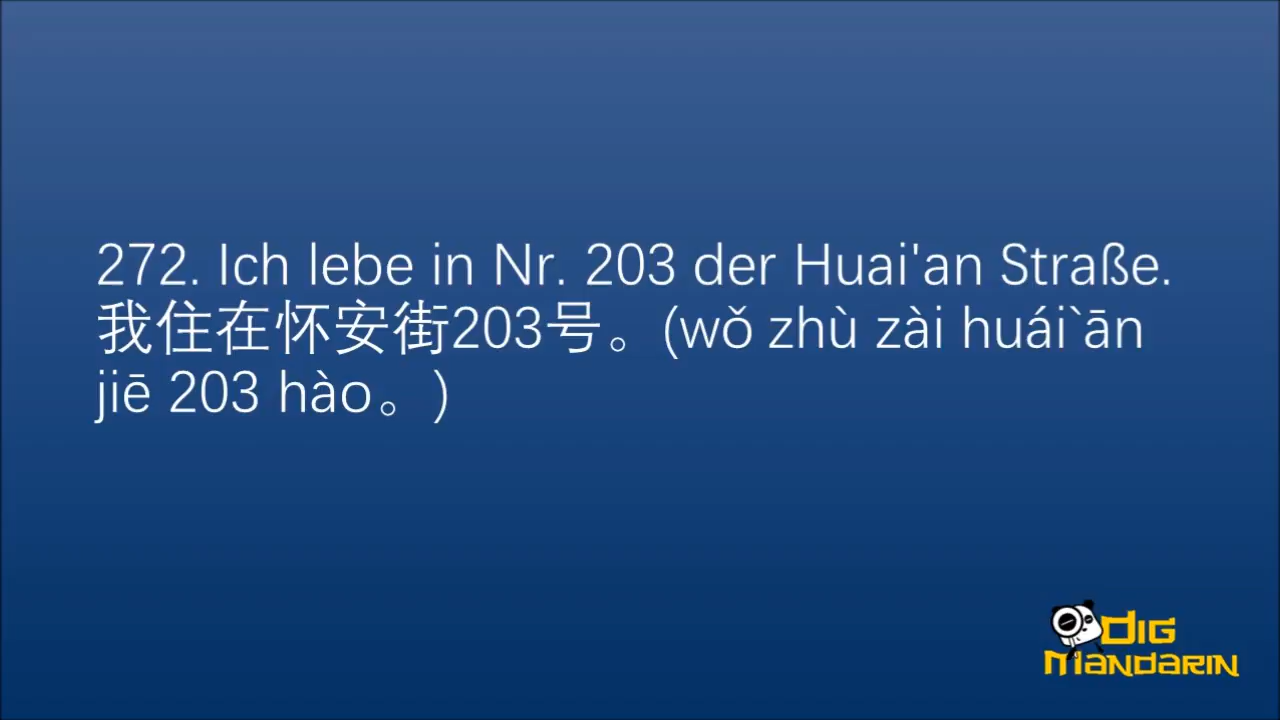 272. Ich lebe in Nr. 203 der Huai'an Straße.
我住在怀安街203号。(wǒ zhù zài huái`ān
jiē 203 hào。)
DIG
MANDARIN